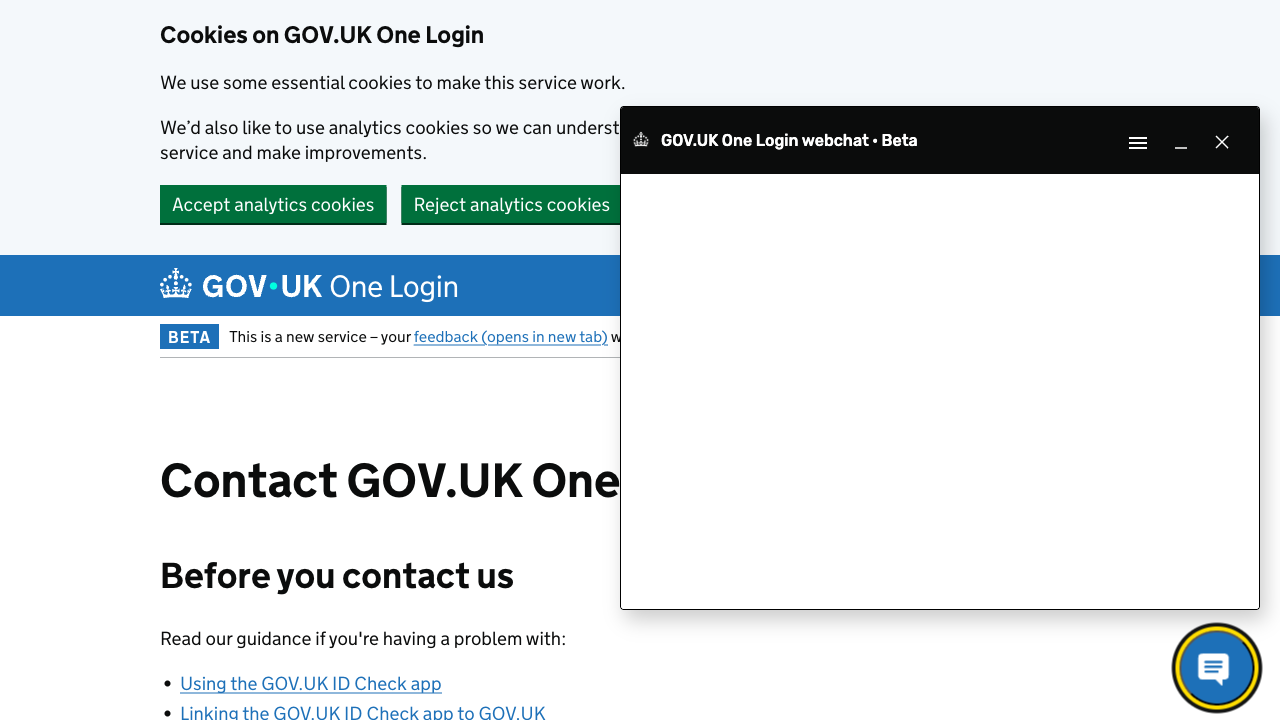 Cookies on GOV.UK One Login
We use some essential cookies to make this service work.
We’d also like to use analytics cookies so we can underst
service and make improvements.
Accept analytics cookies
Reject analytics cookies
GOV.UK One Login webchat • Beta
GOV•UK One Login
BETA
This is a new service – your feedback (opens in new tab) w
Contact GOV.UK One
Before you contact us
Read our guidance if you're having a problem with:
• Using the GOV.UK ID Check app
• Linking the GOV.UK ID Check app to GOV.UK